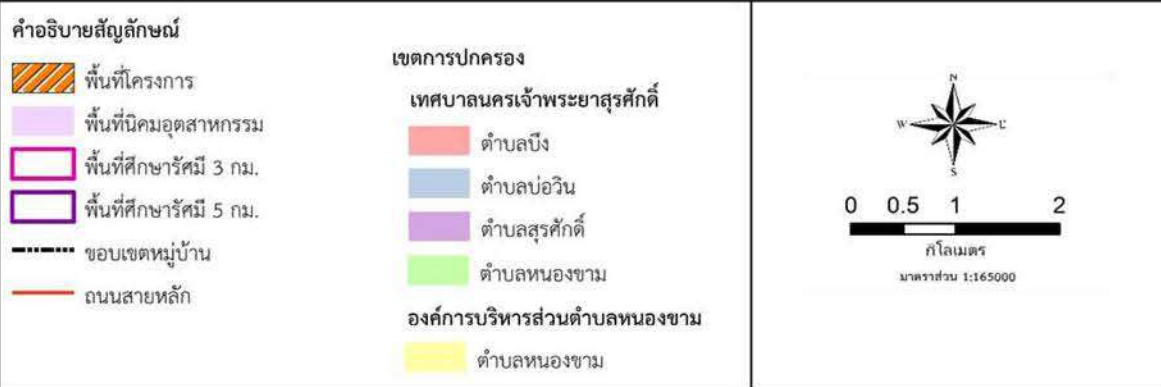 คำอธิบายสัญลักษณ์
พื้นที่โครงการ
พื้นที่นิคมอุตสาหกรรม
พื้นที่ศึกษารัศมี 3 กม.
พื้นที่ศึกษารัศมี 5 กม.
ขอบเขตหมู่บ้าน
ถนนสายหลัก
เขตการปกครอง
เทศบาลนครเจ้าพระยาสุรศักดิ์
ตำบลบึง
ตำบลบ่อวิน
ตำบลสุรศักดิ์
ตำบลหนองขาม
องค์การบริหารส่วนตำบลหนองขาม
ตำบลหนองขาม
N
W E
S
0 0.5 1 2
กิโลเมตร
มาตราส่วน 1:165000